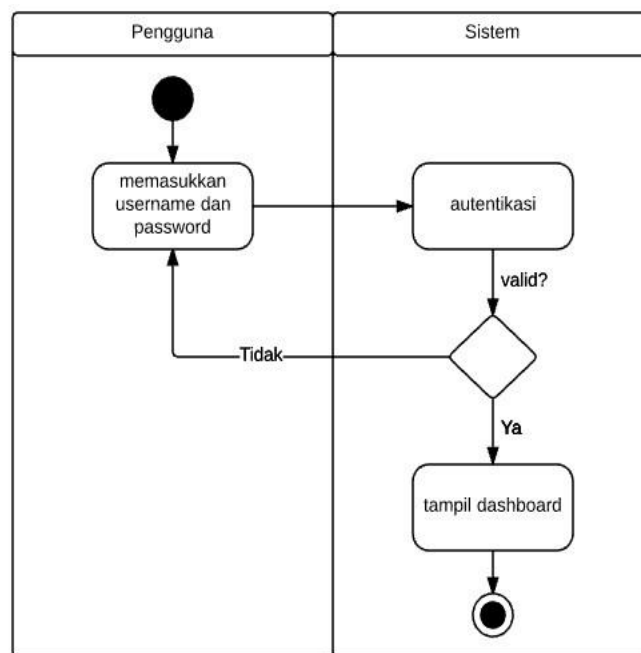 Pengguna
Sistem
memasukkan
username dan
password
autentikasi
valid?
Tidak
Ya
tampil dashboard